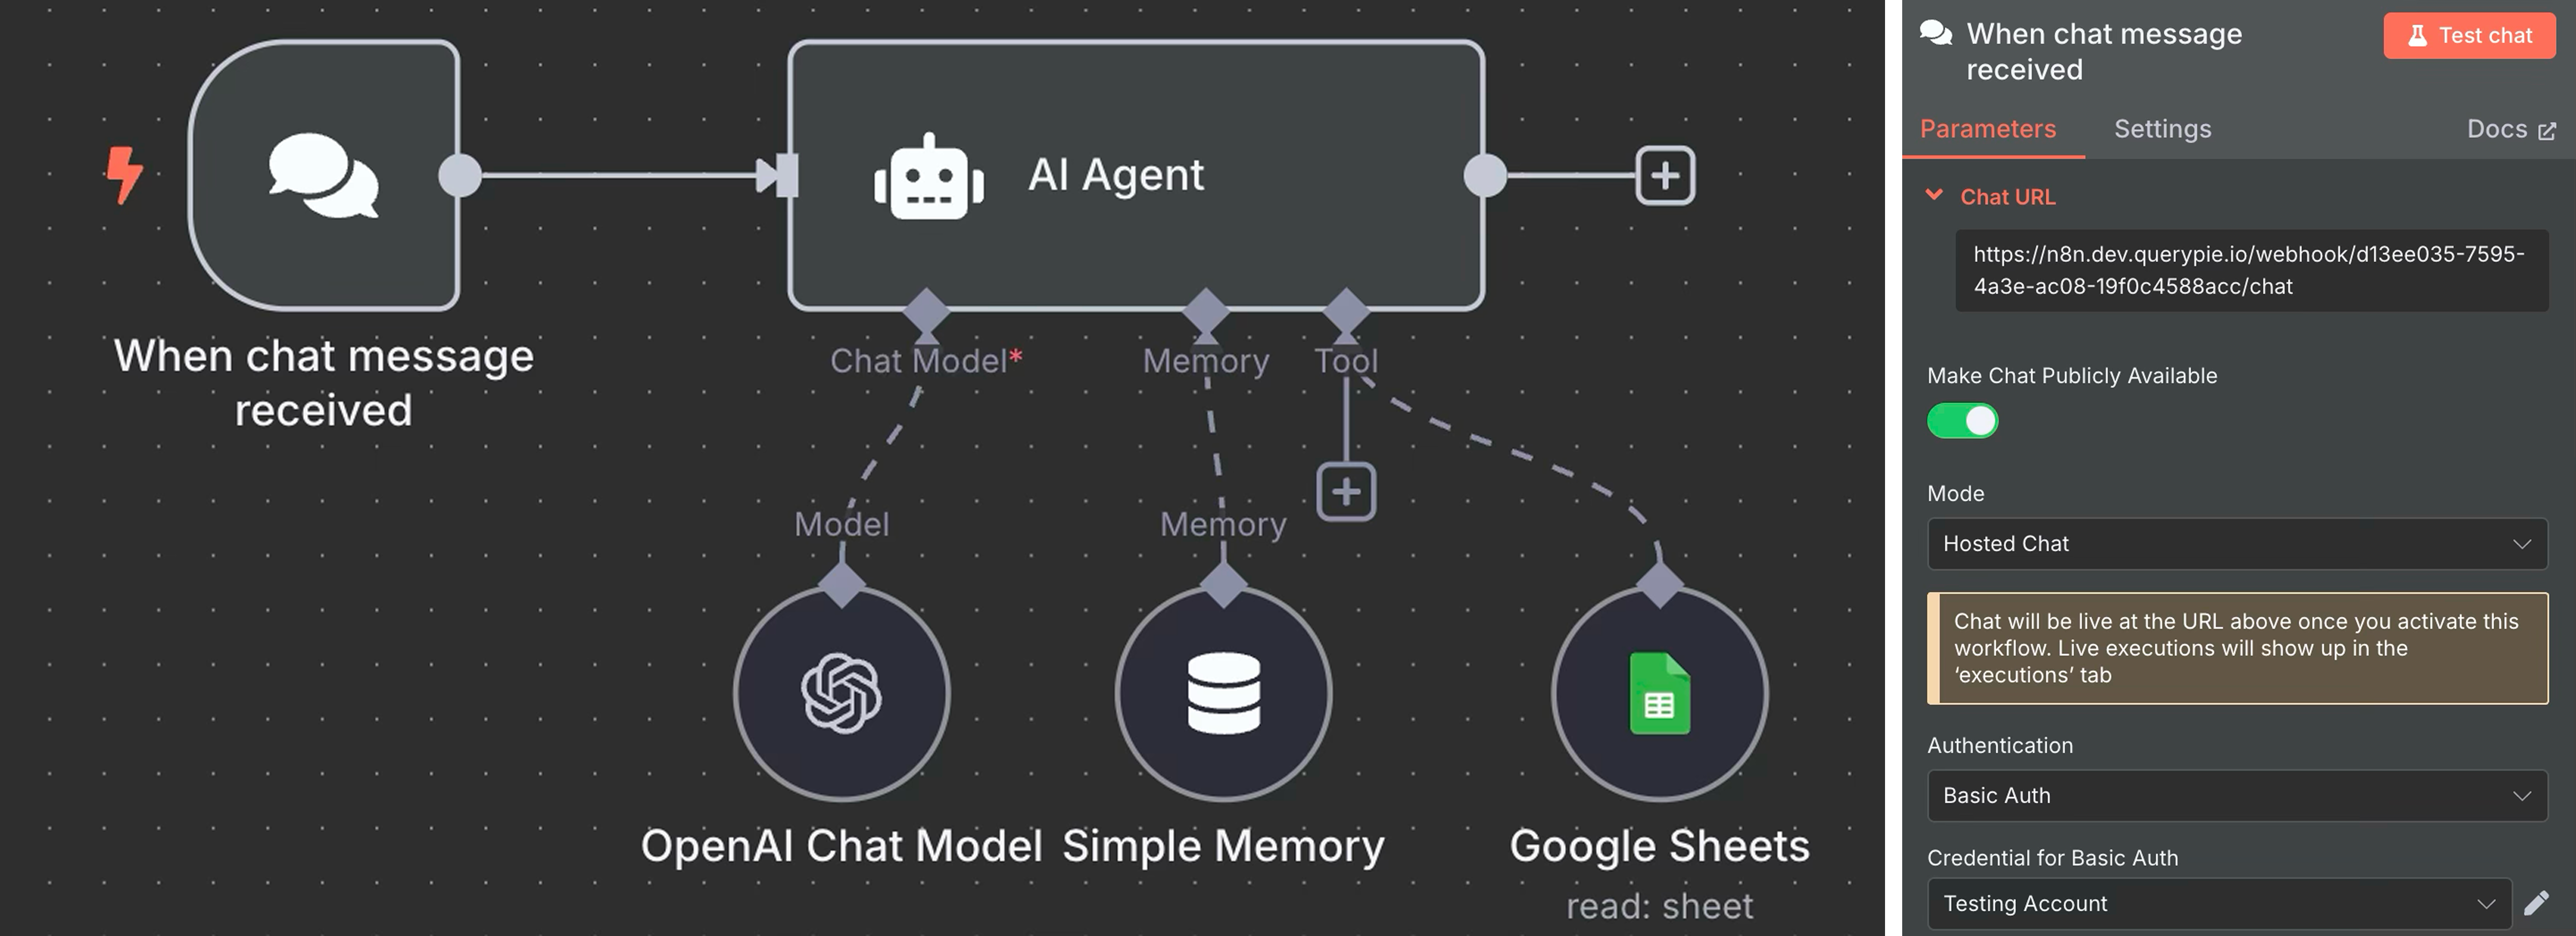 When chat message
received
AI Agent
Chat Model*
Memory
Tool
Model
Memory
OpenAI Chat Model
Simple Memory
Google Sheets
read: sheet
When chat message
received
Test chat
Parameters
Settings
Docs
Chat URL
https://n8n.dev.querypie.io/webhook/d13ee035-7595-
4a3e-ac08-19f0c4588acc/chat
Make Chat Publicly Available
Mode
Hosted Chat
Chat will be live at the URL above once you activate this
workflow. Live executions will show up in the
‘executions’ tab
Authentication
Basic Auth
Credential for Basic Auth
Testing Account